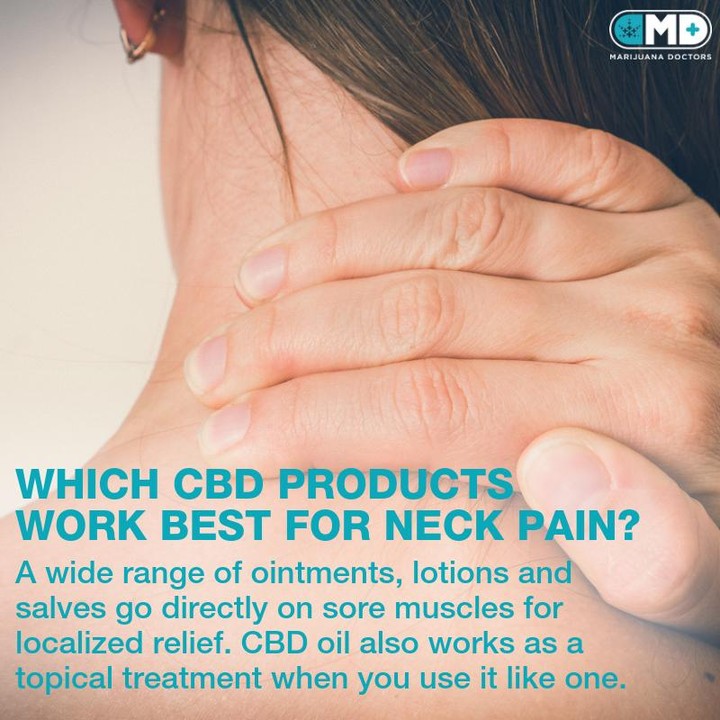 MD
MARIJUANA DOCTORS
WHICH CBD PRODUCTS
WORK BEST FOR NECK PAIN?
A wide range of ointments, lotions and
salves go directly on sore muscles for
localized relief. CBD oil also works as a
topical treatment when you use it like one.